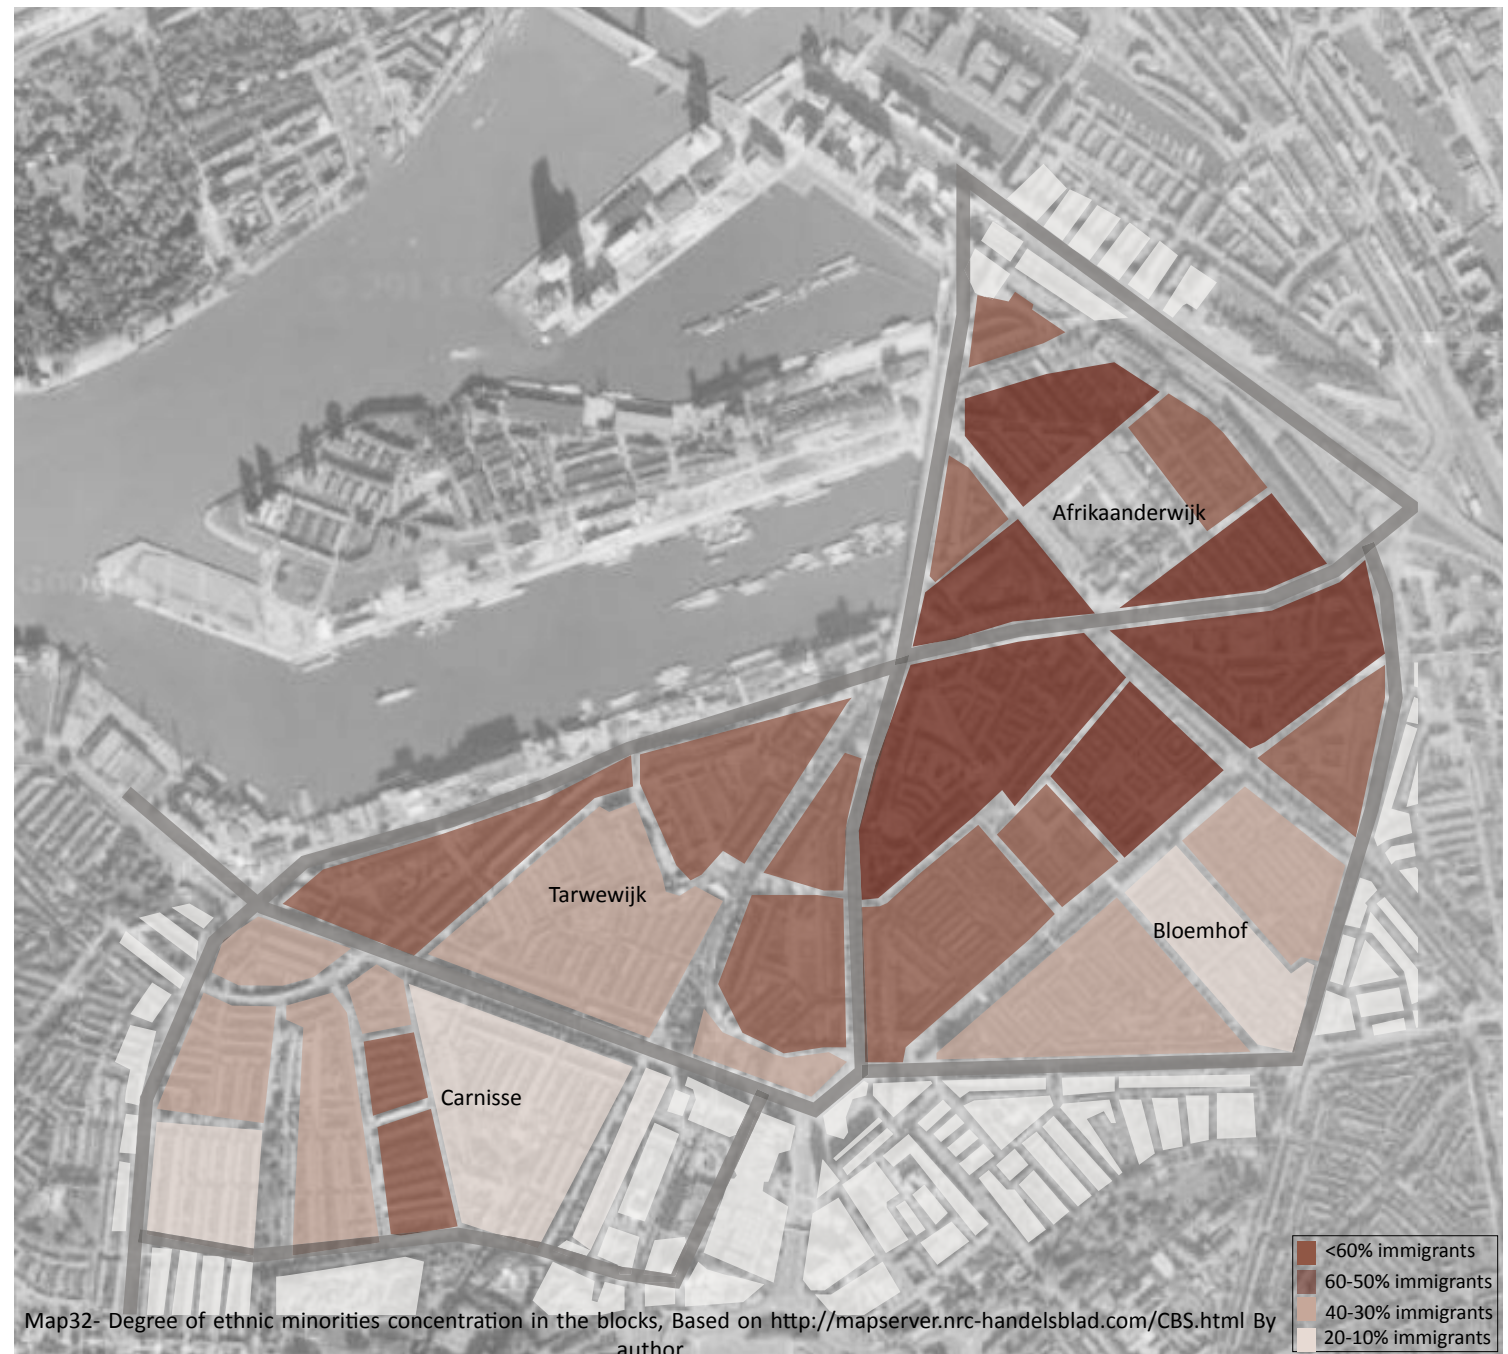 Afrikaanderwijk
Tarwewijk
Bloemhof
Carnisse
<60% immigrants
60-50% immigrants
40-30% immigrants
20-10% immigrants
Map32- Degree of ethnic minorities concentration in the blocks, Based on http://mapserver.nrc-handelsblad.com/CBS.html By
author